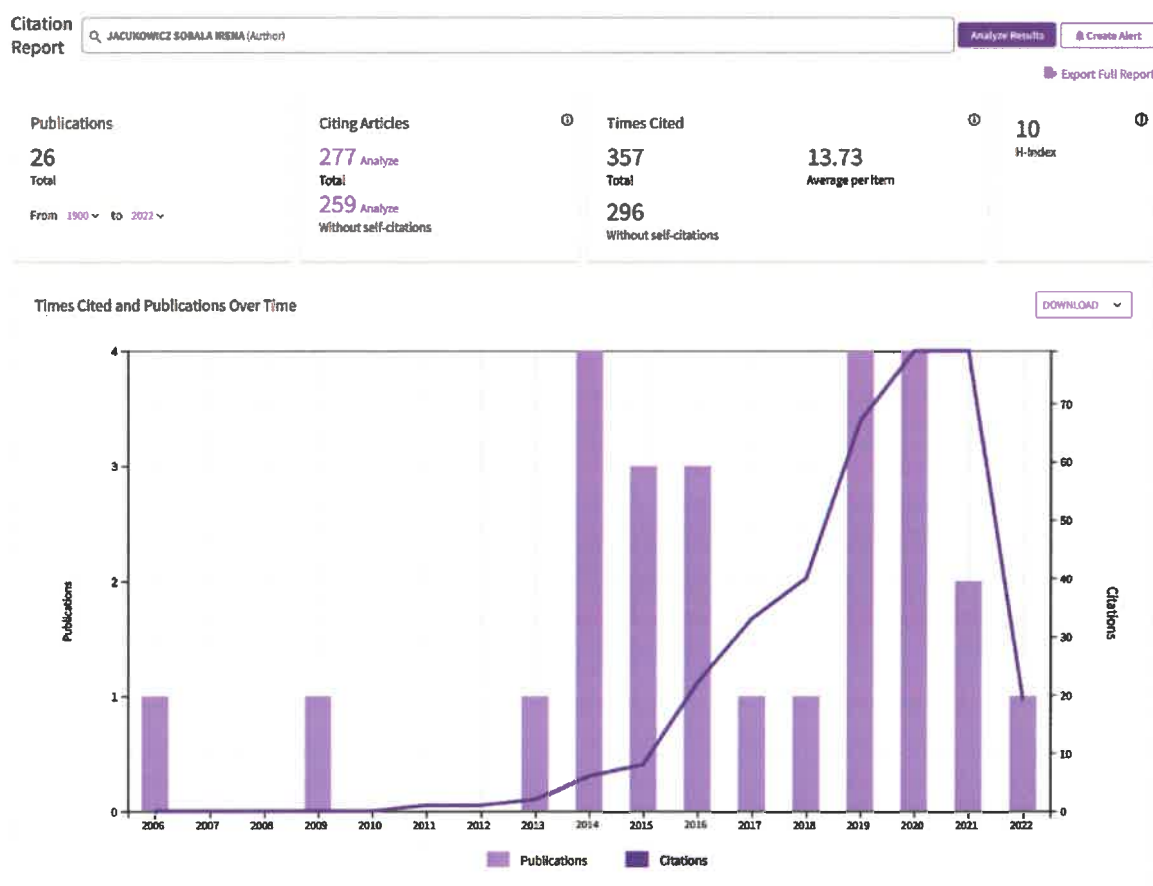 Citation
Report
JACUKOWICZ SOBALA IRENA (Author)
Analyze Results
Create Alert
Export Full Report
Publications
26
Total
From 1900 to 2022
Citing Articles
277 Analyze
Total
259 Analyze
Without self-citations
Times Cited
357
Total
296
Without self-citations
13.73
Average per item
10
H-Index
Times Cited and Publications Over Time
DOWNLOAD
4
3
2
1
0
Publications
70
60
50
40
30
20
10
0
Citations
2006 2007 2008 2009 2010 2011 2012 2013 2014 2015 2016 2017 2018 2019 2020 2021 2022
Publications Citations